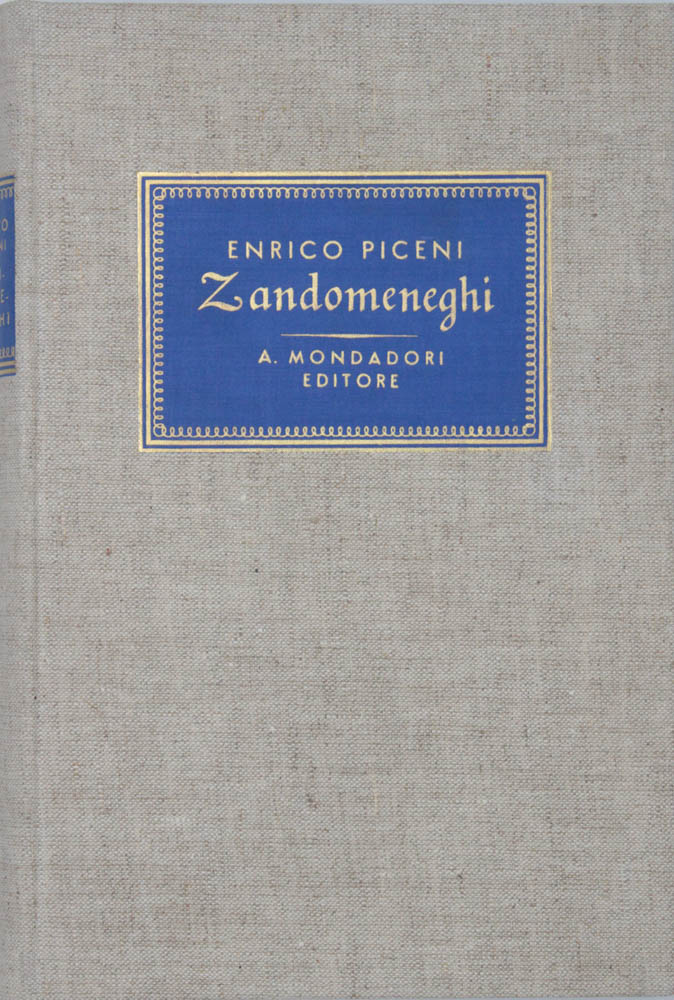 ENRICO PICENI
Zandomeneghi
A. MONDADORI
EDITORE